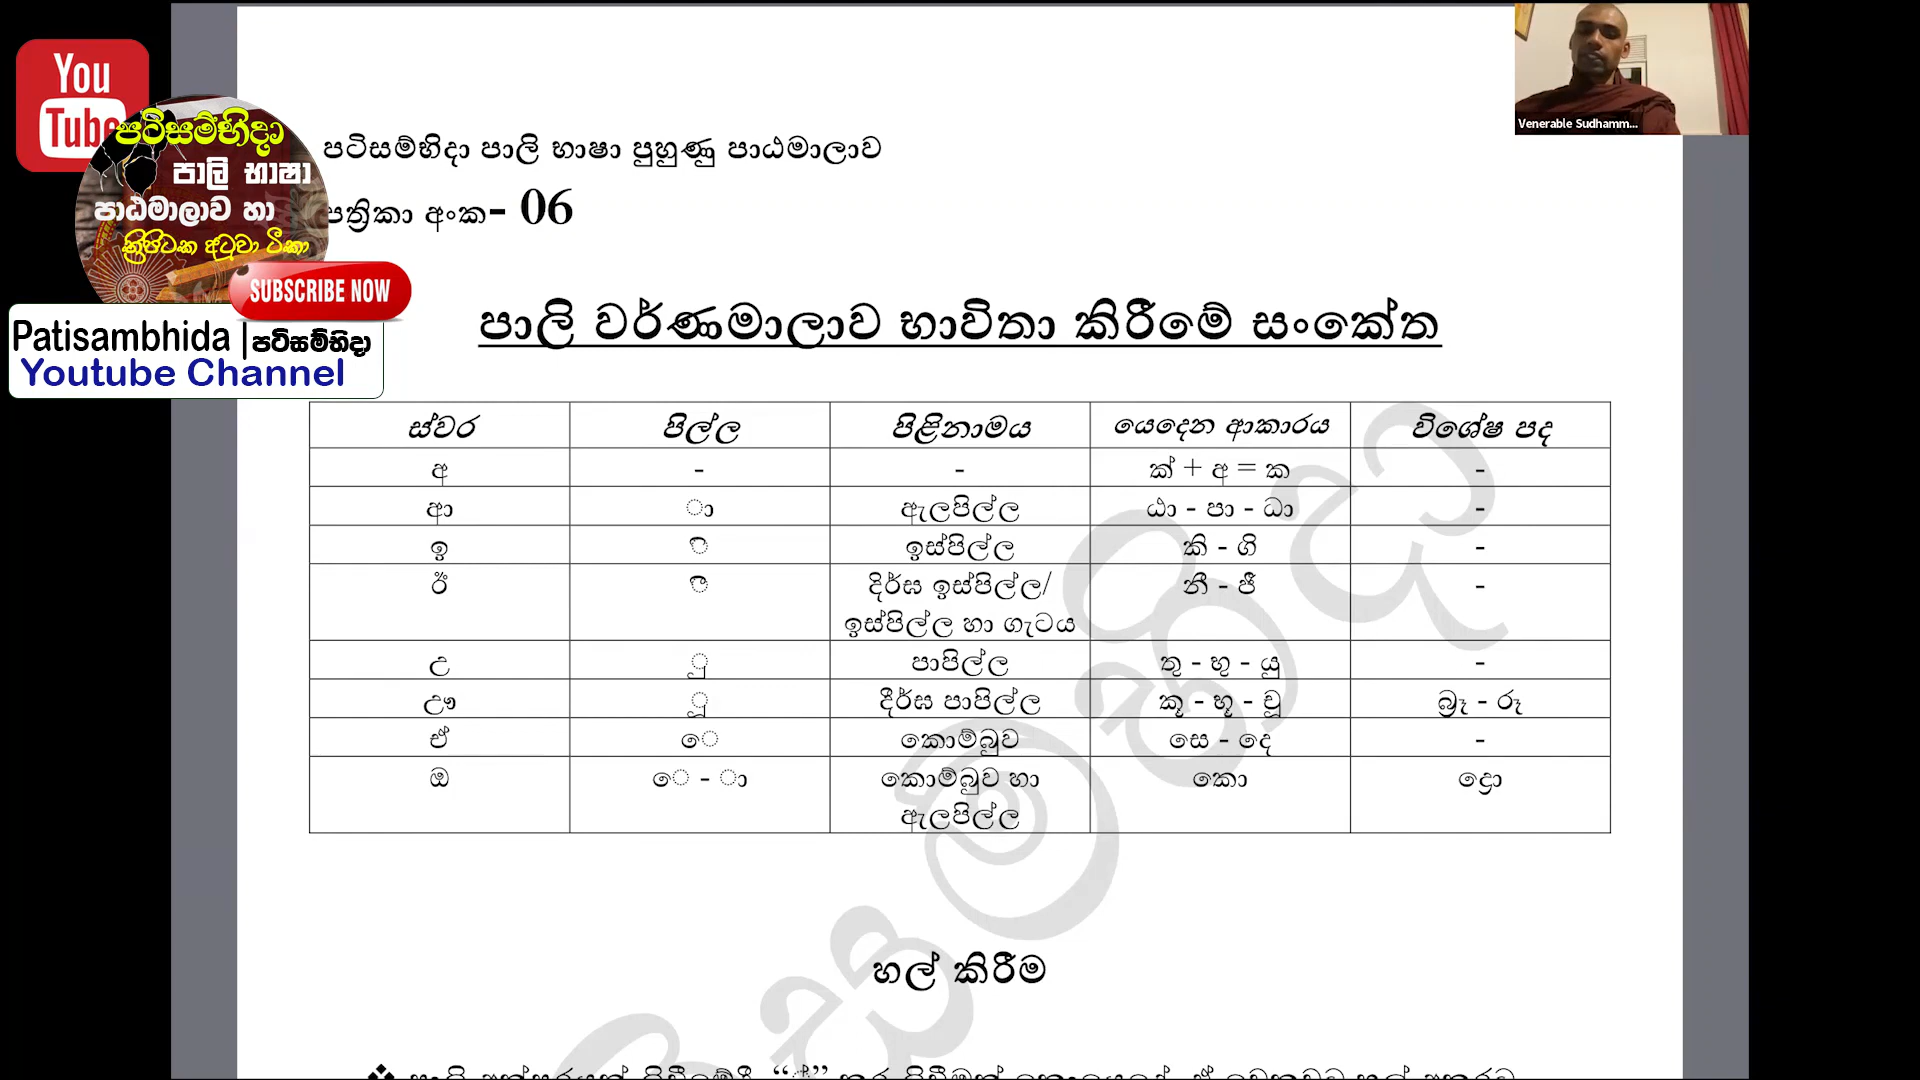 You
Tube
පටිසම්භිදා
පාලි භාෂා
පාඨමාලාව හා
ත්‍රිපිටක අටුවා ටීකා
SUBSCRIBE NOW
Patisambhida | පටිසම්භිදා
Youtube Channel
Venerable Sudhamm...
පටිසම්භිදා පාලි භාෂා පුහුණු පාඨමාලාව
පත්‍රිකා අංක- 06
පාලි වර්ණමාලාව භාවිතා කිරීමේ සංකේත
ස්වර පිල්ල පිළිනාමය යෙදෙන ආකාරය විශේෂ පද
අ - - ක් + අ = ක -
ආ ා ඇලපිල්ල ඨා - පා - ධා -
ඉ ි ඉස්පිල්ල කි - ගි -
ඊ ී දිර්ඝ ඉස්පිල්ල/ නී - ජී -
ඉස්පිල්ල හා ගැටය
උ ු පාපිල්ල තු - භු - යු -
ඌ ූ දීර්ඝ පාපිල්ල කූ - භූ - වූ බ්‍රෑ - රූ
ඒ ෙ කොම්බුව සෙ - දෙ -
ඔ ෙ - ා කොම්බුව හා කො ද්‍රො
ඇලපිල්ල
හල් කිරීම